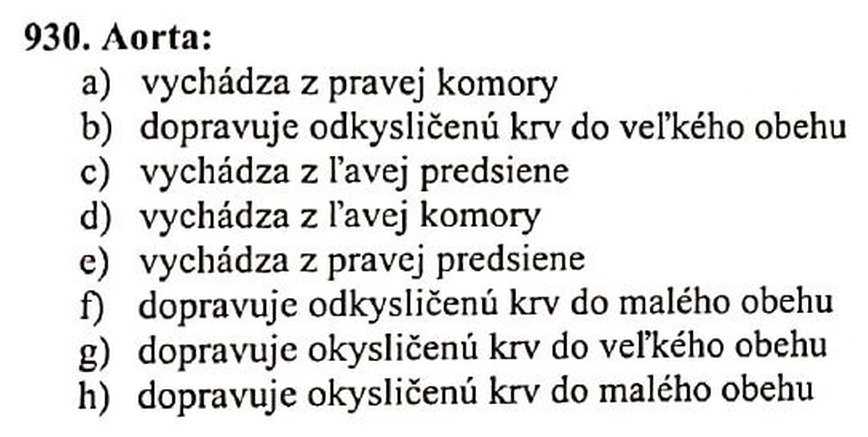 930. Aorta:
a) vychádza z pravej komory
b) dopravuje odkysličenú krv do veľkého obehu
c) vychádza z ľavej predsiene
d) vychádza z ľavej komory
e) vychádza z pravej predsiene
f) dopravuje odkysličenú krv do malého obehu
g) dopravuje okysličenú krv do veľkého obehu
h) dopravuje okysličenú krv do malého obehu